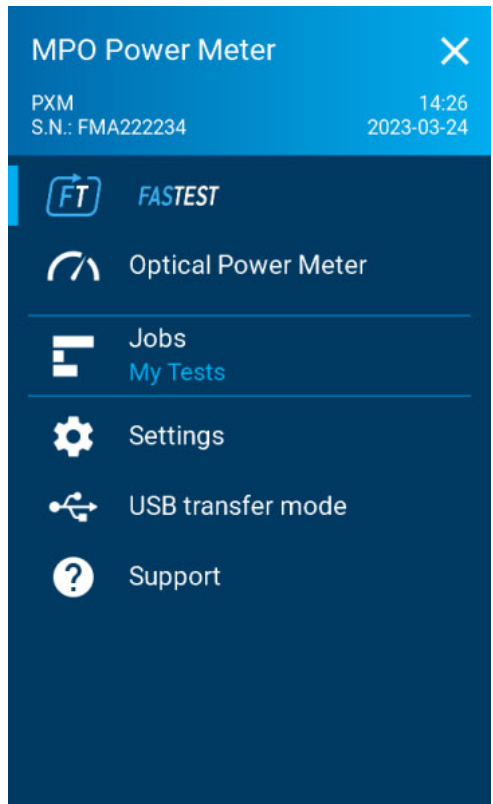 MPO Power Meter
PXM 14:26
S.N.: FMA222234 2023-03-24
FT FASTEST
Optical Power Meter
Jobs
My Tests
Settings
USB transfer mode
? Support